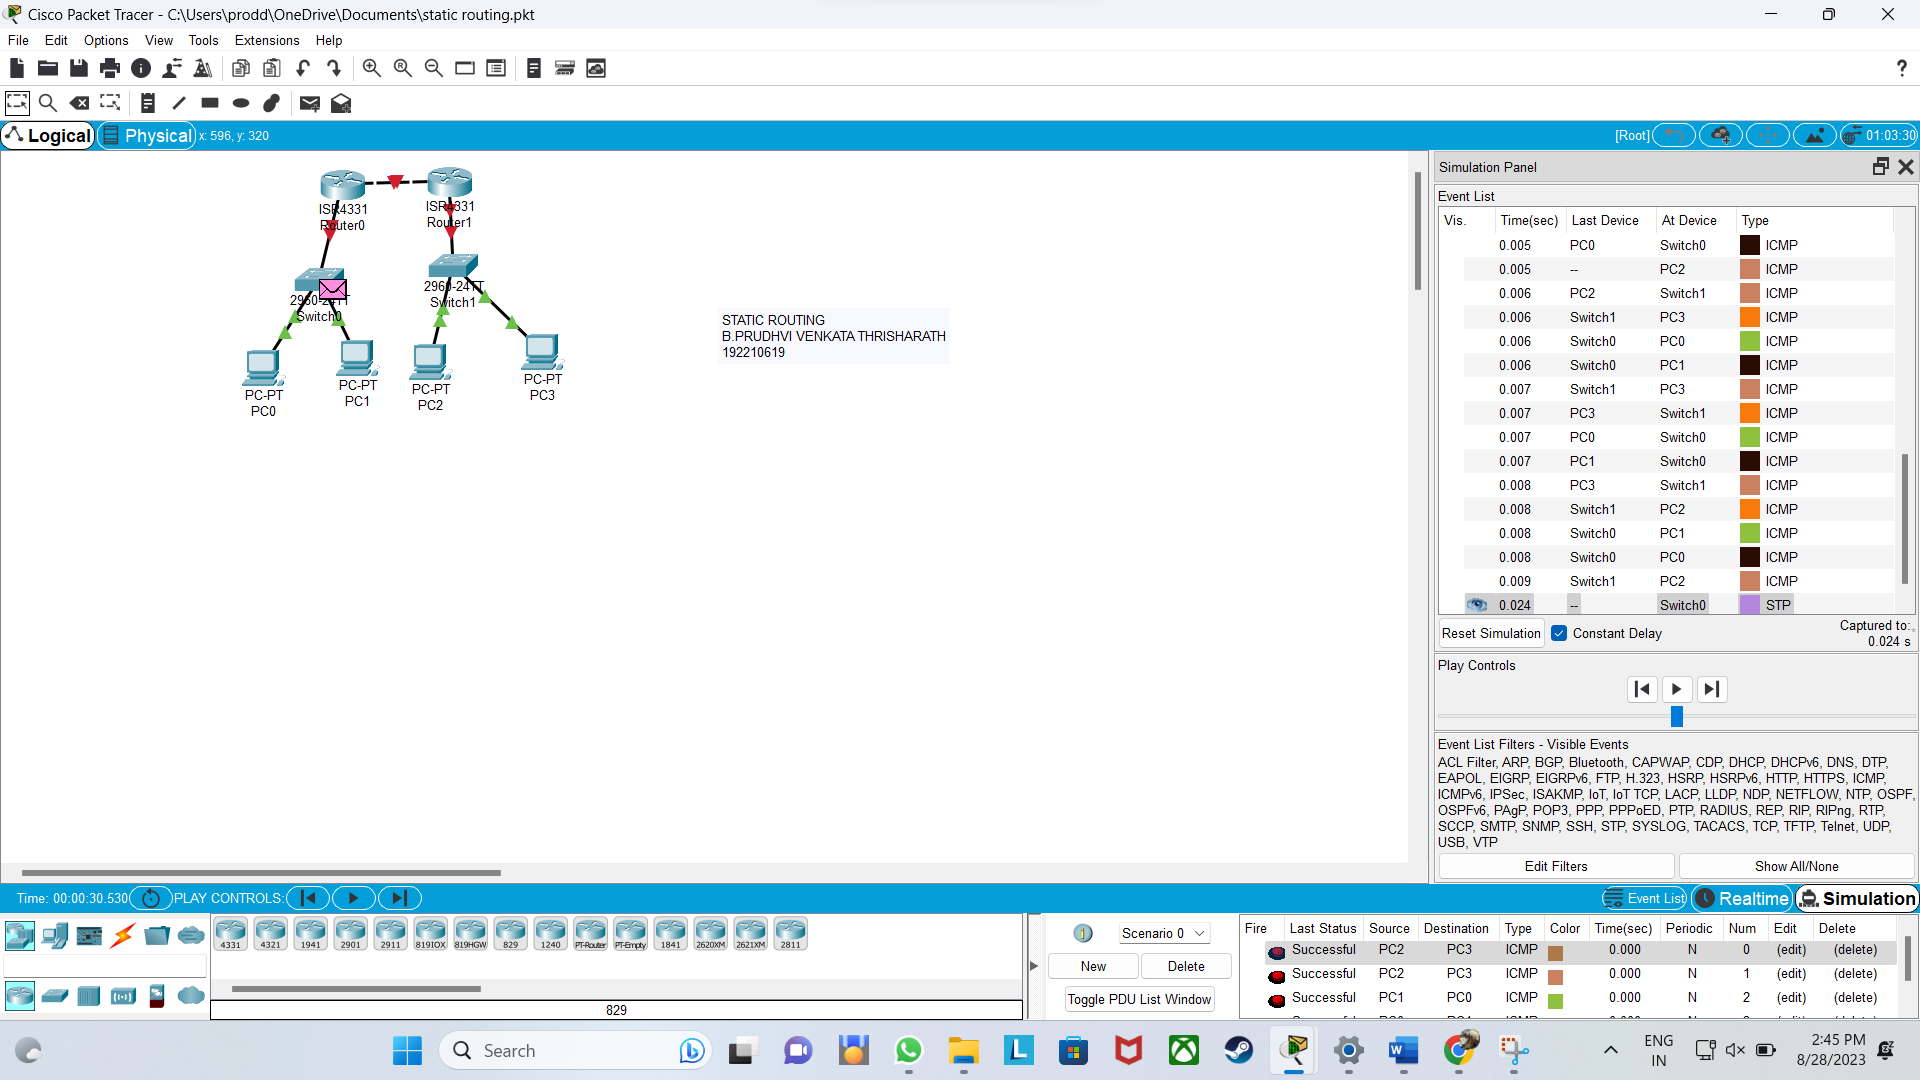 Cisco Packet Tracer - C:\Users\prodd\OneDrive\Documents\static routing.pkt
File Edit Options View Tools Extensions Help
?
Logical Physical x: 596, y: 320 [Root] 01:03:30
ISR4331
Router0
ISR4331
Router1
2960-24TT
Switch0
2960-24TT
Switch1
PC-PT
PC0
PC-PT
PC1
PC-PT
PC2
PC-PT
PC3
STATIC ROUTING
B.PRUDHVI VENKATA THRISHARATH
192210619
Simulation Panel
Event List
Vis. Time(sec) Last Device At Device Type
0.005 PC0 Switch0 ICMP
0.005 -- PC2 ICMP
0.006 PC2 Switch1 ICMP
0.006 Switch1 PC3 ICMP
0.006 Switch0 PC0 ICMP
0.006 Switch0 PC1 ICMP
0.007 Switch1 PC3 ICMP
0.007 PC3 Switch1 ICMP
0.007 PC0 Switch0 ICMP
0.007 PC1 Switch0 ICMP
0.008 PC3 Switch1 ICMP
0.008 Switch1 PC2 ICMP
0.008 Switch0 PC1 ICMP
0.008 Switch0 PC0 ICMP
0.009 Switch1 PC2 ICMP
0.024 -- Switch0 STP
Reset Simulation Constant Delay Captured to:
0.024 s
Play Controls
Event List Filters - Visible Events
ACL Filter, ARP, BGP, Bluetooth, CAPWAP, CDP, DHCP, DHCPv6, DNS, DTP,
EAPOL, EIGRP, EIGRPv6, FTP, H.323, HSRP, HSRPv6, HTTP, HTTPS, ICMP,
ICMPv6, IPSec, ISAKMP, IoT, IoT TCP, LACP, LLDP, NDP, NETFLOW, NTP, OSPF,
OSPFv6, PAgP, POP3, PPP, PPPoED, PTP, RADIUS, REP, RIP, RIPng, RTP,
SCCP, SMTP, SNMP, SSH, STP, SYSLOG, TACACS, TCP, TFTP, Telnet, UDP,
USB, VTP
Edit Filters Show All/None
Time: 00:00:30.530 PLAY CONTROLS: Event List Realtime Simulation
4331 4321 1941 2901 2911 819IOX 819HGW 829 1240 PT-Router PT-Empty 1841 2620XM 2621XM 2811
829
Scenario 0
New Delete
Toggle PDU List Window
Fire Last Status Source Destination Type Color Time(sec) Periodic Num Edit Delete
Successful PC2 PC3 ICMP 0.000 N 0 (edit) (delete)
Successful PC2 PC3 ICMP 0.000 N 1 (edit) (delete)
Successful PC1 PC0 ICMP 0.000 N 2 (edit) (delete)
Search
ENG
IN
2:45 PM
8/28/2023